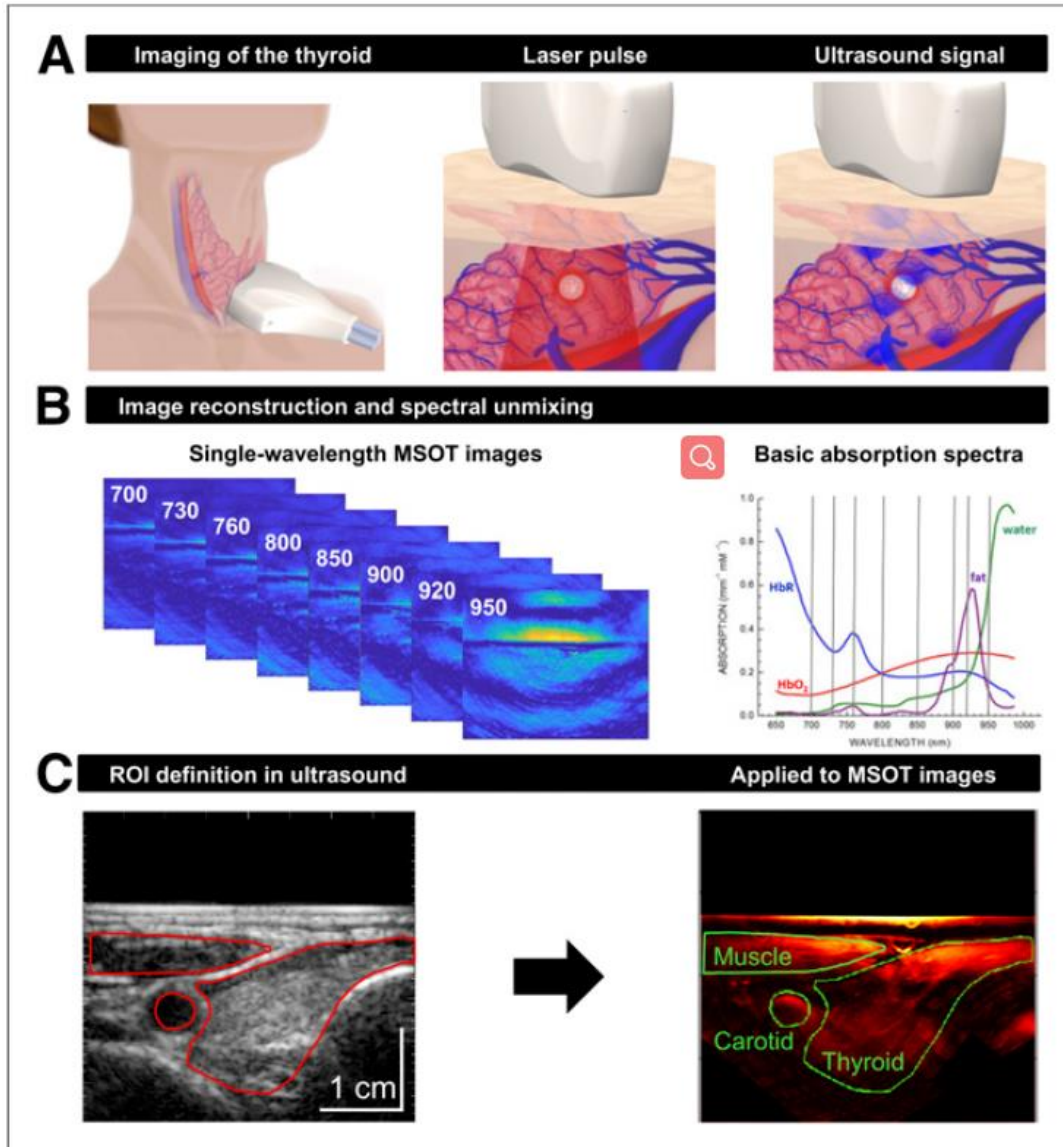 A
Imaging of the thyroid
Laser pulse
Ultrasound signal
B
Image reconstruction and spectral unmixing
Single-wavelength MSOT images
700
730
760
800
850
900
920
950
Basic absorption spectra
ABSORPTION (mm⁻¹ mM⁻¹)
1.0
0.8
0.6
0.4
0.2
0.0
water
HbR
fat
HbO₂
650 700 750 800 850 900 950 1000
WAVELENGTH (nm)
C
ROI definition in ultrasound
Applied to MSOT images
1 cm
Muscle
Carotid
Thyroid